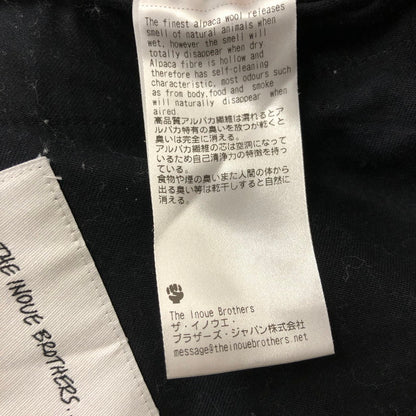 The finest alpaca wool releases
smell of natural animals when
wet, however the smell will
totally disappear when dry
Alpaca fibre is hollow and
therefore has self-cleaning
characteristic, most odours such
as from body,food and smoke
will naturally disappear when
aired
高品質アルパカ繊維は濡れるとア
ルパカ特有の臭いを放つが乾くと
臭いは完全に消える。
アルパカ繊維の芯は空洞になって
いるため自己清浄力の特徴を持っ
ている。
食物や煙の臭いまた人間の体から
出る臭い等は乾干しすると自然に
消える。
The Inoue Brothers
ザ・イノウエ・
ブラザーズ・ジャパン株式会社
message@theinouebrothers.net
THE INOUE BROTHERS...